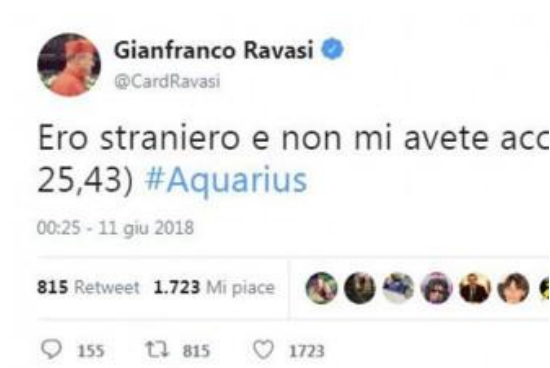 Gianfranco Ravasi
@CardRavasi
Ero straniero e non mi avete acc
25,43) #Aquarius
00:25 - 11 giu 2018
815 Retweet 1.723 Mi piace
155 815 1723